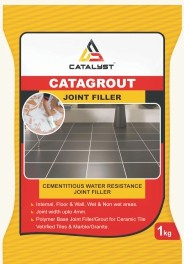 CATALYST
CATAGROUT
JOINT FILLER
CEMENTITIOUS WATER RESISTANCE
JOINT FILLER
Internal, Floor & Wall, Wet & Non wet areas.
Joint width upto 4mm.
Polymer Base Joint Filler/Grout for Ceramic Tile
Vetrified Tiles & Marble/Granite.
1kg